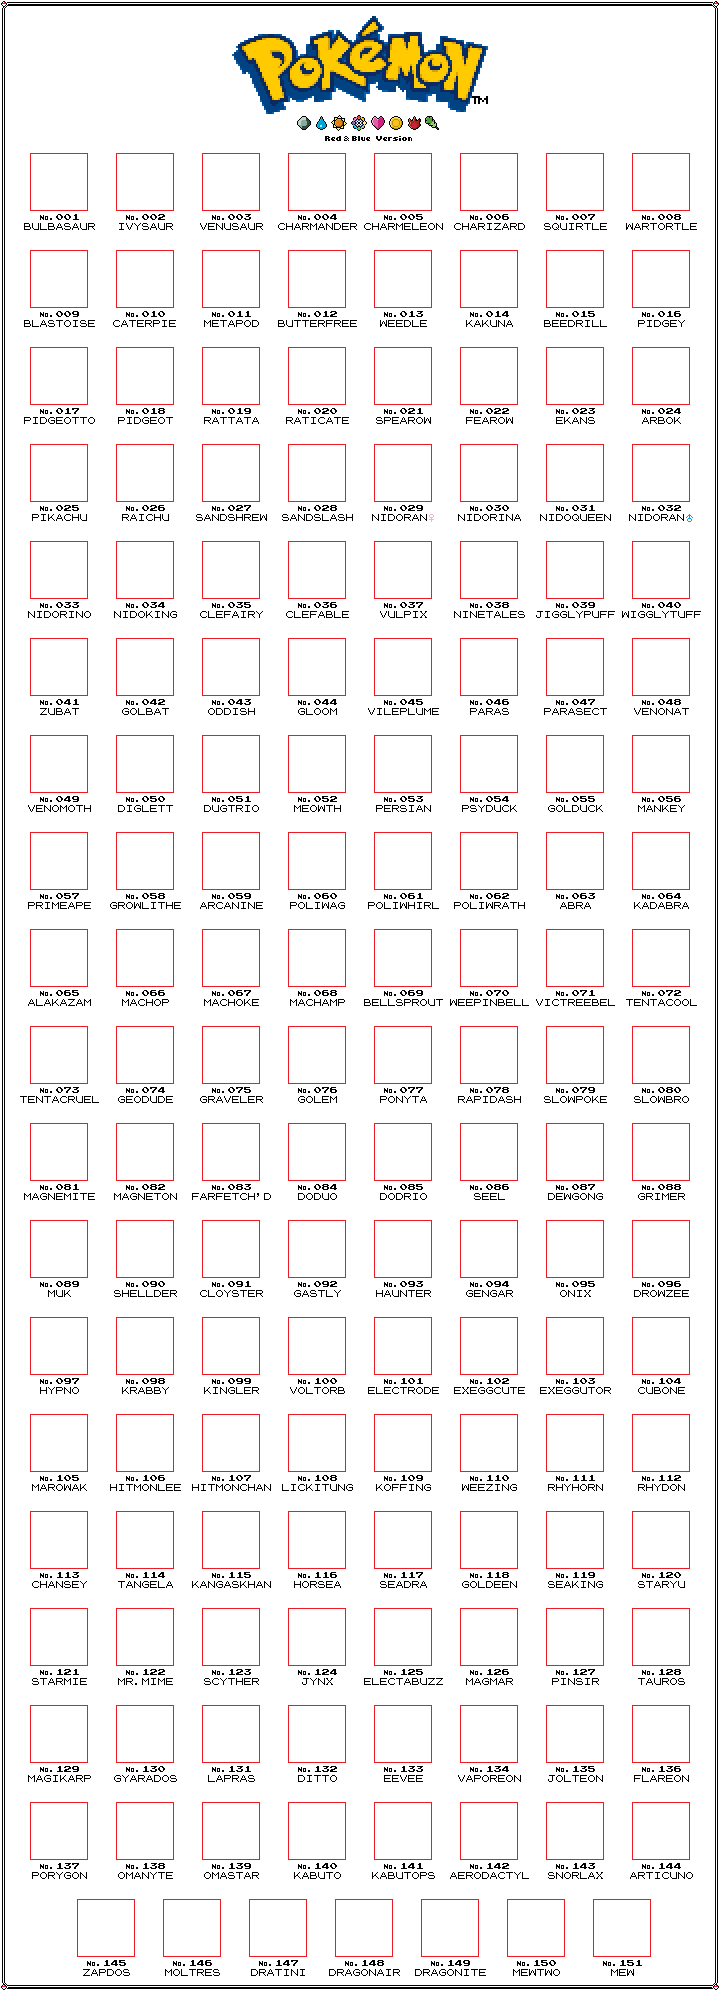 POKéMON™
Red & Blue Version
No. 001 No. 002 No. 003 No. 004 No. 005 No. 006 No. 007 No. 008
BULBASAUR IVYSAUR VENUSAUR CHARMANDER CHARMELEON CHARIZARD SQUIRTLE WARTORTLE
No. 009 No. 010 No. 011 No. 012 No. 013 No. 014 No. 015 No. 016
BLASTOISE CATERPIE METAPOD BUTTERFREE WEEDLE KAKUNA BEEDRILL PIDGEY
No. 017 No. 018 No. 019 No. 020 No. 021 No. 022 No. 023 No. 024
PIDGEOTTO PIDGEOT RATTATA RATICATE SPEAROW FEAROW EKANS ARBOK
No. 025 No. 026 No. 027 No. 028 No. 029 No. 030 No. 031 No. 032
PIKACHU RAICHU SANDSHREW SANDSLASH NIDORAN♀ NIDORINA NIDOQUEEN NIDORAN♂
No. 033 No. 034 No. 035 No. 036 No. 037 No. 038 No. 039 No. 040
NIDORINO NIDOKING CLEFAIRY CLEFABLE VULPIX NINETALES JIGGLYPUFF WIGGLYTUFF
No. 041 No. 042 No. 043 No. 044 No. 045 No. 046 No. 047 No. 048
ZUBAT GOLBAT ODDISH GLOOM VILEPLUME PARAS PARASECT VENONAT
No. 049 No. 050 No. 051 No. 052 No. 053 No. 054 No. 055 No. 056
VENOMOTH DIGLETT DUGTRIO MEOWTH PERSIAN PSYDUCK GOLDUCK MANKEY
No. 057 No. 058 No. 059 No. 060 No. 061 No. 062 No. 063 No. 064
PRIMEAPE GROWLITHE ARCANINE POLIWAG POLIWHIRL POLIWRATH ABRA KADABRA
No. 065 No. 066 No. 067 No. 068 No. 069 No. 070 No. 071 No. 072
ALAKAZAM MACHOP MACHOKE MACHAMP BELLSPROUT WEEPINBELL VICTREEBEL TENTACOOL
No. 073 No. 074 No. 075 No. 076 No. 077 No. 078 No. 079 No. 080
TENTACRUEL GEODUDE GRAVELER GOLEM PONYTA RAPIDASH SLOWPOKE SLOWBRO
No. 081 No. 082 No. 083 No. 084 No. 085 No. 086 No. 087 No. 088
MAGNEMITE MAGNETON FARFETCH'D DODUO DODRIO SEEL DEWGONG GRIMER
No. 089 No. 090 No. 091 No. 092 No. 093 No. 094 No. 095 No. 096
MUK SHELLDER CLOYSTER GASTLY HAUNTER GENGAR ONIX DROWZEE
No. 097 No. 098 No. 099 No. 100 No. 101 No. 102 No. 103 No. 104
HYPNO KRABBY KINGLER VOLTORB ELECTRODE EXEGGCUTE EXEGGUTOR CUBONE
No. 105 No. 106 No. 107 No. 108 No. 109 No. 110 No. 111 No. 112
MAROWAK HITMONLEE HITMONCHAN LICKITUNG KOFFING WEEZING RHYHORN RHYDON
No. 113 No. 114 No. 115 No. 116 No. 117 No. 118 No. 119 No. 120
CHANSEY TANGELA KANGASKHAN HORSEA SEADRA GOLDEEN SEAKING STARYU
No. 121 No. 122 No. 123 No. 124 No. 125 No. 126 No. 127 No. 128
STARMIE MR. MIME SCYTHER JYNX ELECTABUZZ MAGMAR PINSIR TAUROS
No. 129 No. 130 No. 131 No. 132 No. 133 No. 134 No. 135 No. 136
MAGIKARP GYARADOS LAPRAS DITTO EEVEE VAPOREON JOLTEON FLAREON
No. 137 No. 138 No. 139 No. 140 No. 141 No. 142 No. 143 No. 144
PORYGON OMANYTE OMASTAR KABUTO KABUTOPS AERODACTYL SNORLAX ARTICUNO
No. 145 No. 146 No. 147 No. 148 No. 149 No. 150 No. 151
ZAPDOS MOLTRES DRATINI DRAGONAIR DRAGONITE MEWTWO MEW